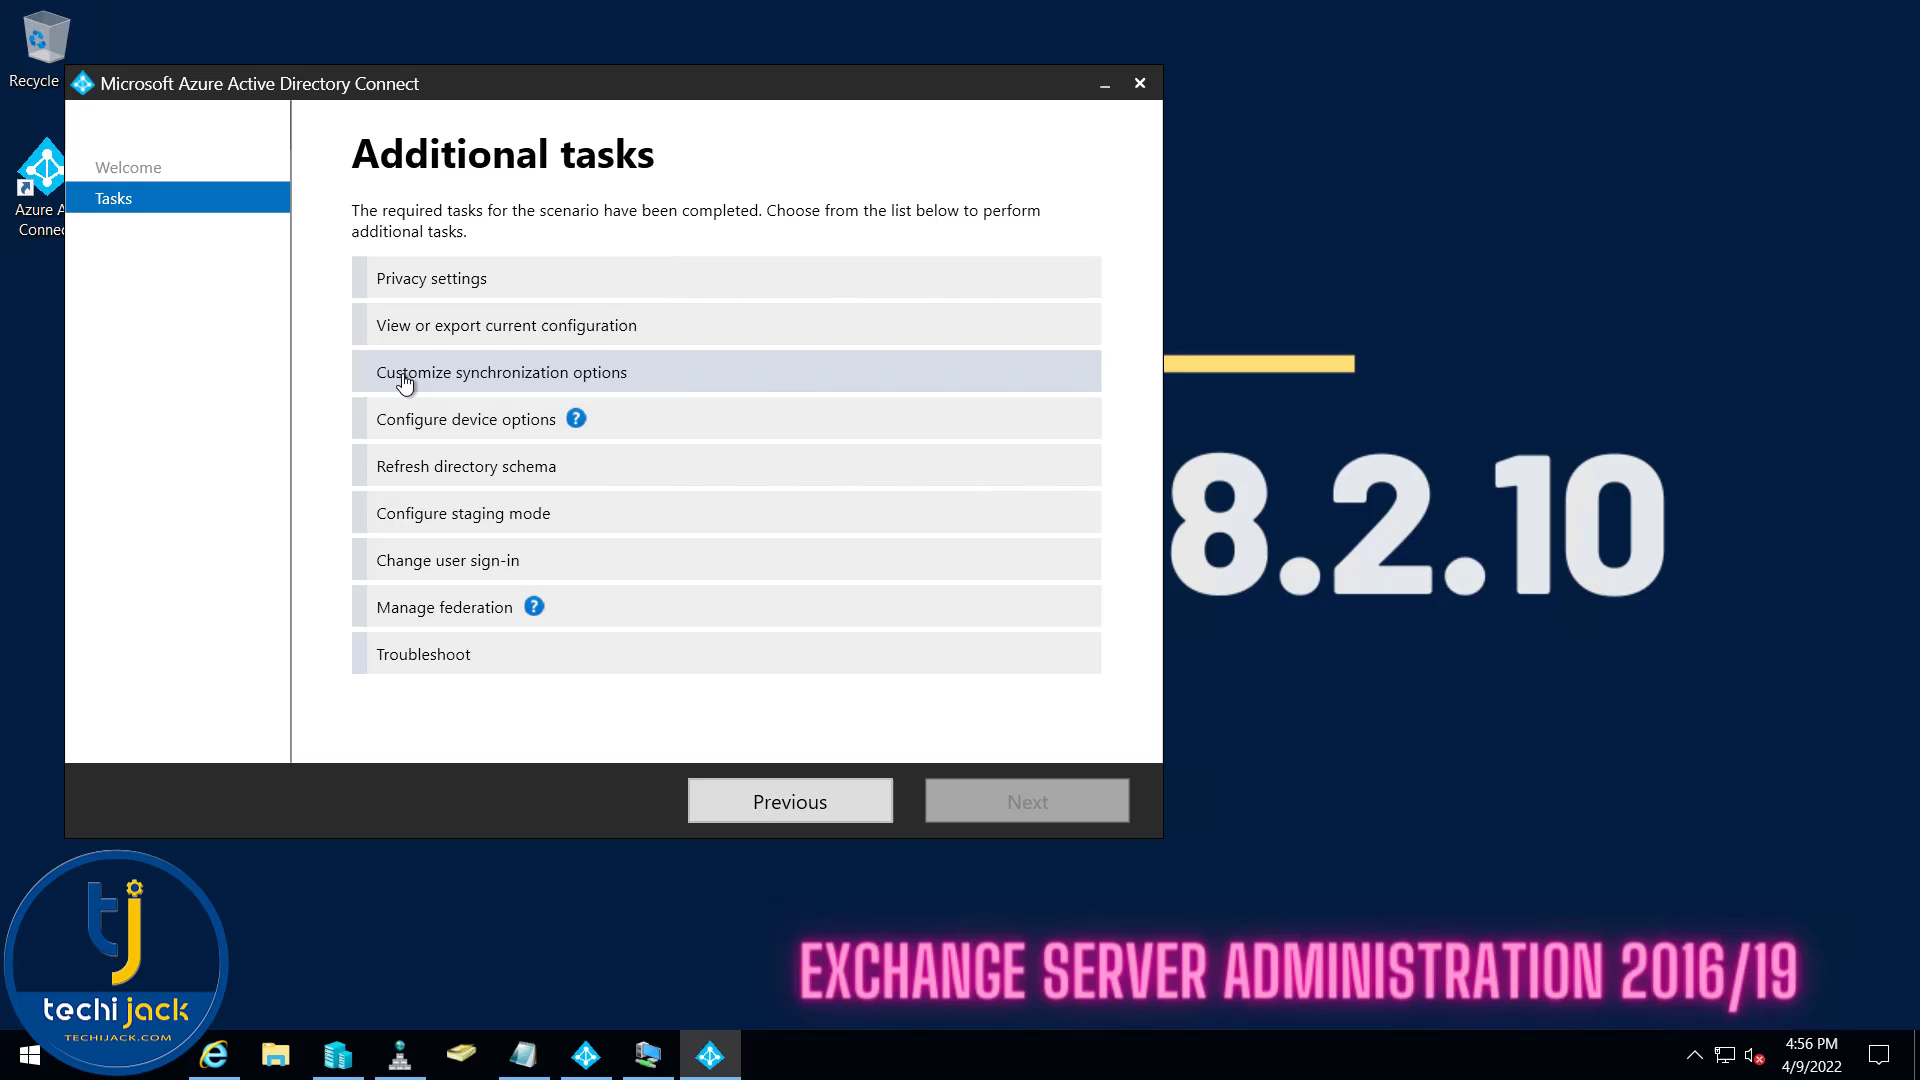 Recycle
Microsoft Azure Active Directory Connect
Welcome
Tasks
Azure A
Connec
Additional tasks
The required tasks for the scenario have been completed. Choose from the list below to perform
additional tasks.
Privacy settings
View or export current configuration
Customize synchronization options
Configure device options ?
Refresh directory schema
Configure staging mode
Change user sign-in
Manage federation ?
Troubleshoot
Previous
Next
8.2.10
EXCHANGE SERVER ADMINISTRATION 2016/19
tj
techi jack
TECHIJACK.COM
4:56 PM
4/9/2022